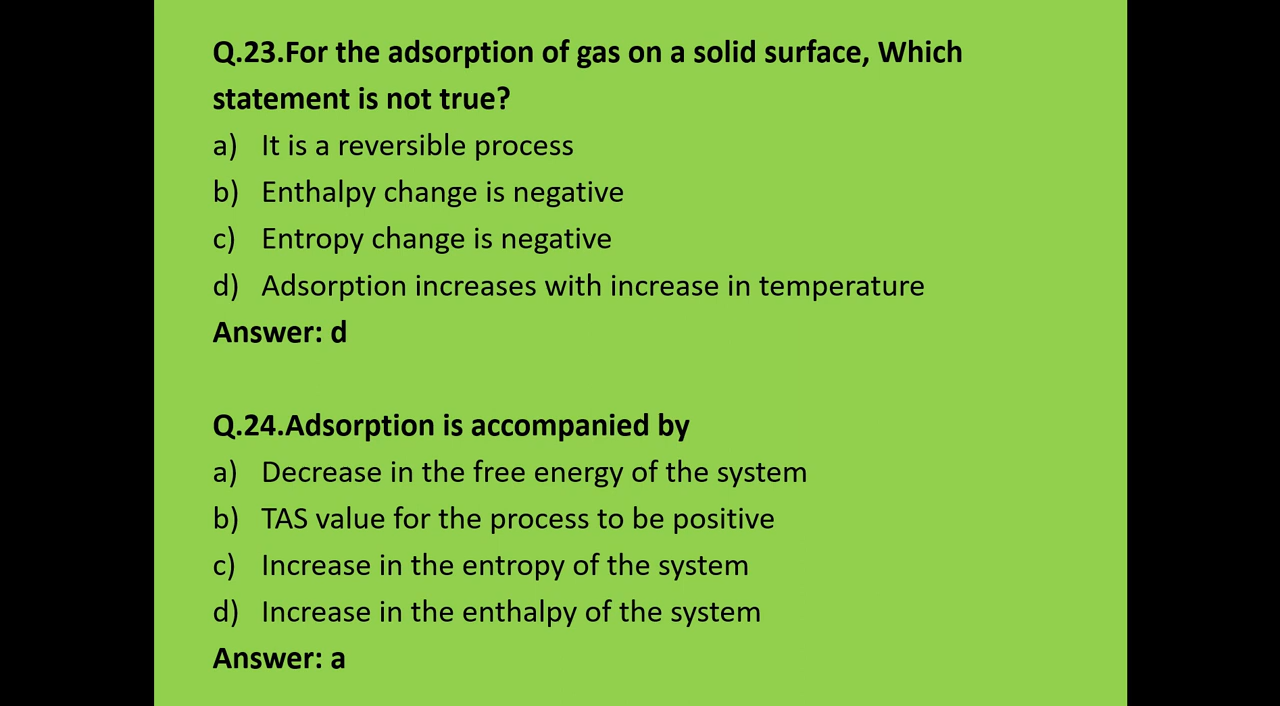 Q.23.For the adsorption of gas on a solid surface, Which
statement is not true?
a) It is a reversible process
b) Enthalpy change is negative
c) Entropy change is negative
d) Adsorption increases with increase in temperature
Answer: d
Q.24.Adsorption is accompanied by
a) Decrease in the free energy of the system
b) TAS value for the process to be positive
c) Increase in the entropy of the system
d) Increase in the enthalpy of the system
Answer: a